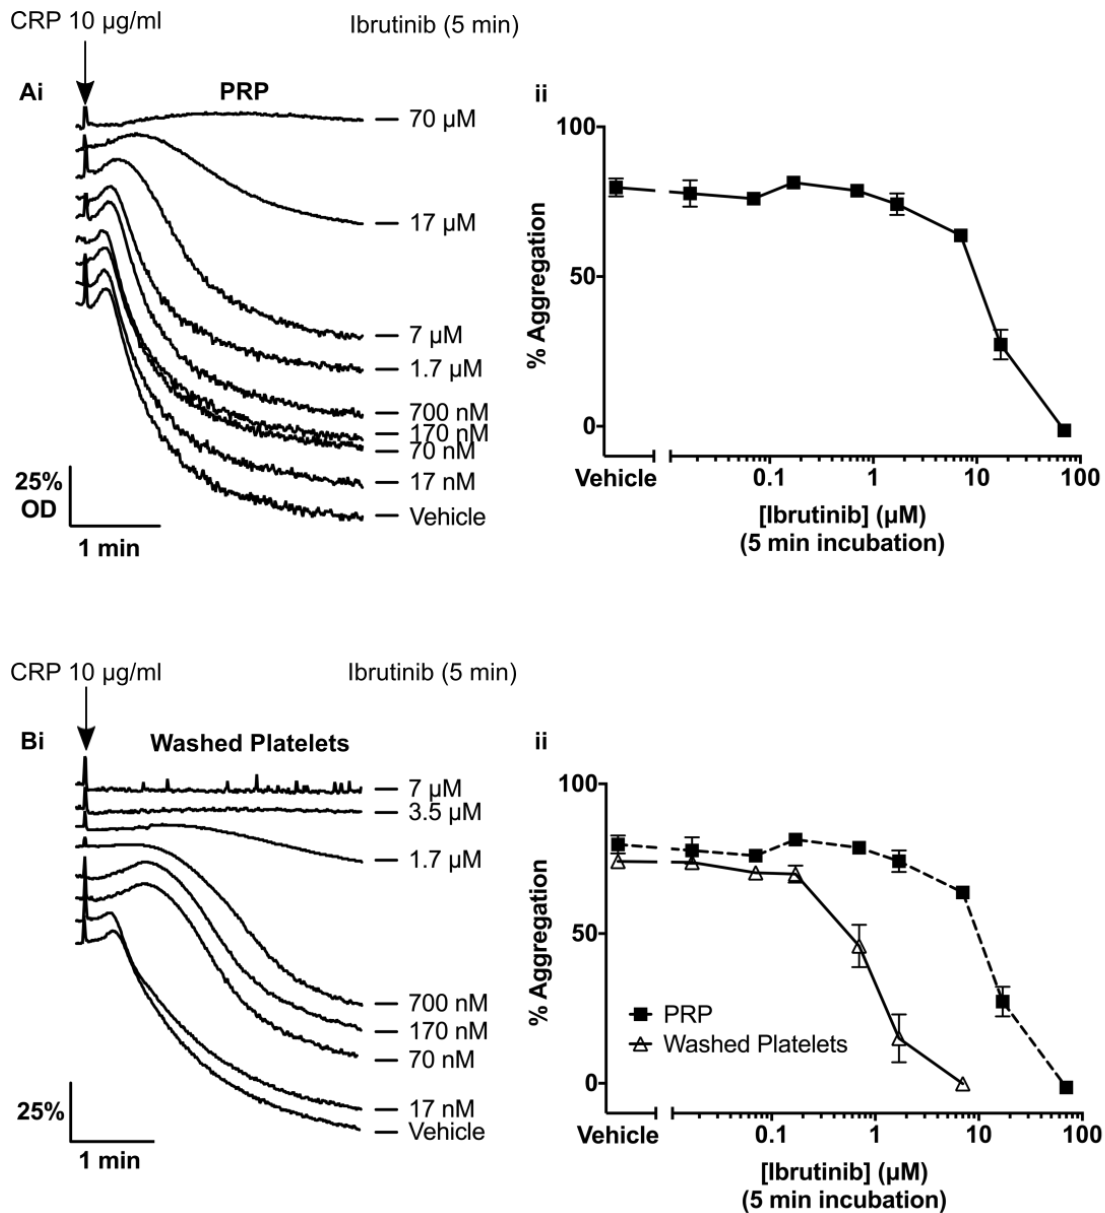 CRP 10 µg/ml
Ibrutinib (5 min)
Ai
PRP
70 µM
17 µM
7 µM
1.7 µM
700 nM
170 nM
70 nM
17 nM
Vehicle
25%
OD
1 min
ii
% Aggregation
100
50
0
Vehicle
0.1
1
10
100
[Ibrutinib] (µM)
(5 min incubation)
CRP 10 µg/ml
Ibrutinib (5 min)
Bi
Washed Platelets
7 µM
3.5 µM
1.7 µM
700 nM
170 nM
70 nM
17 nM
Vehicle
25%
1 min
ii
% Aggregation
100
50
0
PRP
Washed Platelets
Vehicle
0.1
1
10
100
[Ibrutinib] (µM)
(5 min incubation)